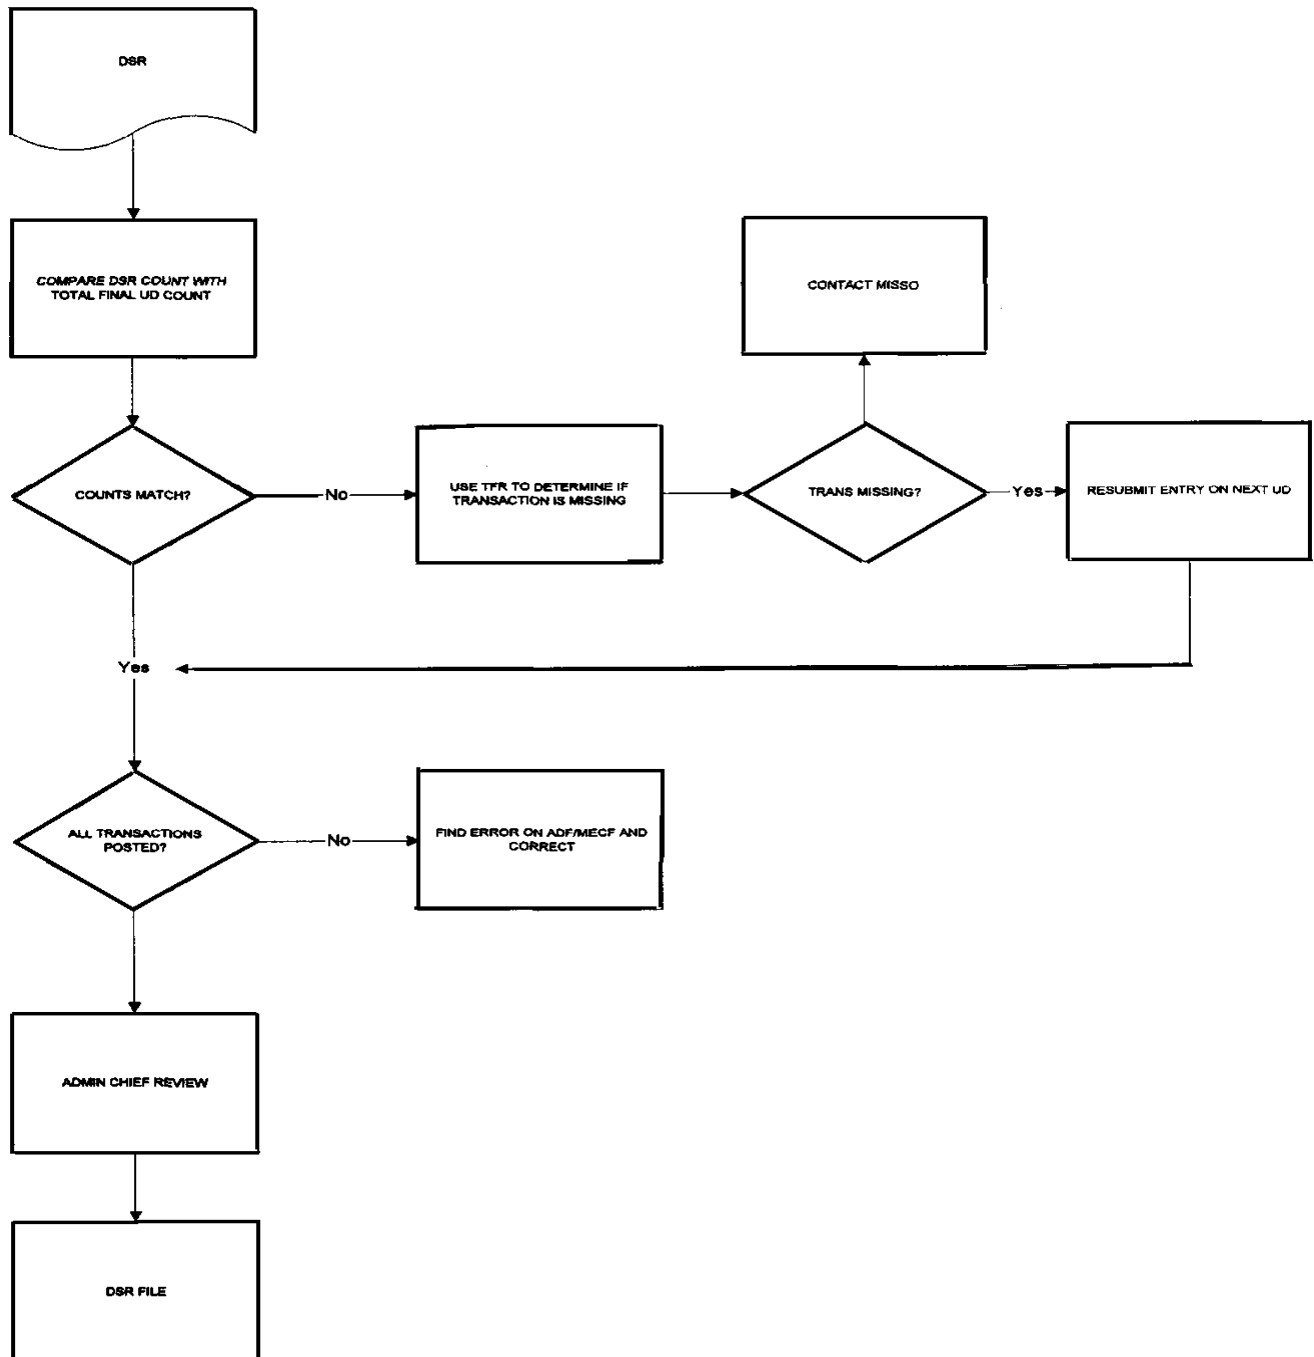 DSR
COMPARE DSR COUNT WITH
TOTAL FINAL UD COUNT
CONTACT MISSO
COUNTS MATCH?
No
USE TFR TO DETERMINE IF
TRANSACTION IS MISSING
TRANS MISSING?
Yes
RESUBMIT ENTRY ON NEXT UD
Yes
ALL TRANSACTIONS
POSTED?
No
FIND ERROR ON ADF/MECF AND
CORRECT
ADMIN CHIEF REVIEW
DSR FILE